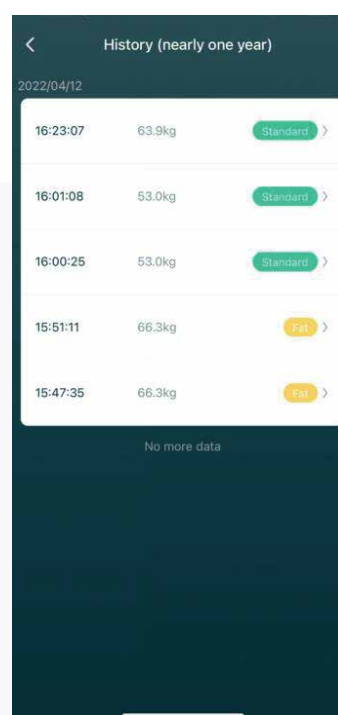 History (nearly one year)
2022/04/12
16:23:07 63.9kg Standard
16:01:08 53.0kg Standard
16:00:25 53.0kg Standard
15:51:11 66.3kg Fat
15:47:35 66.3kg Fat
No more data